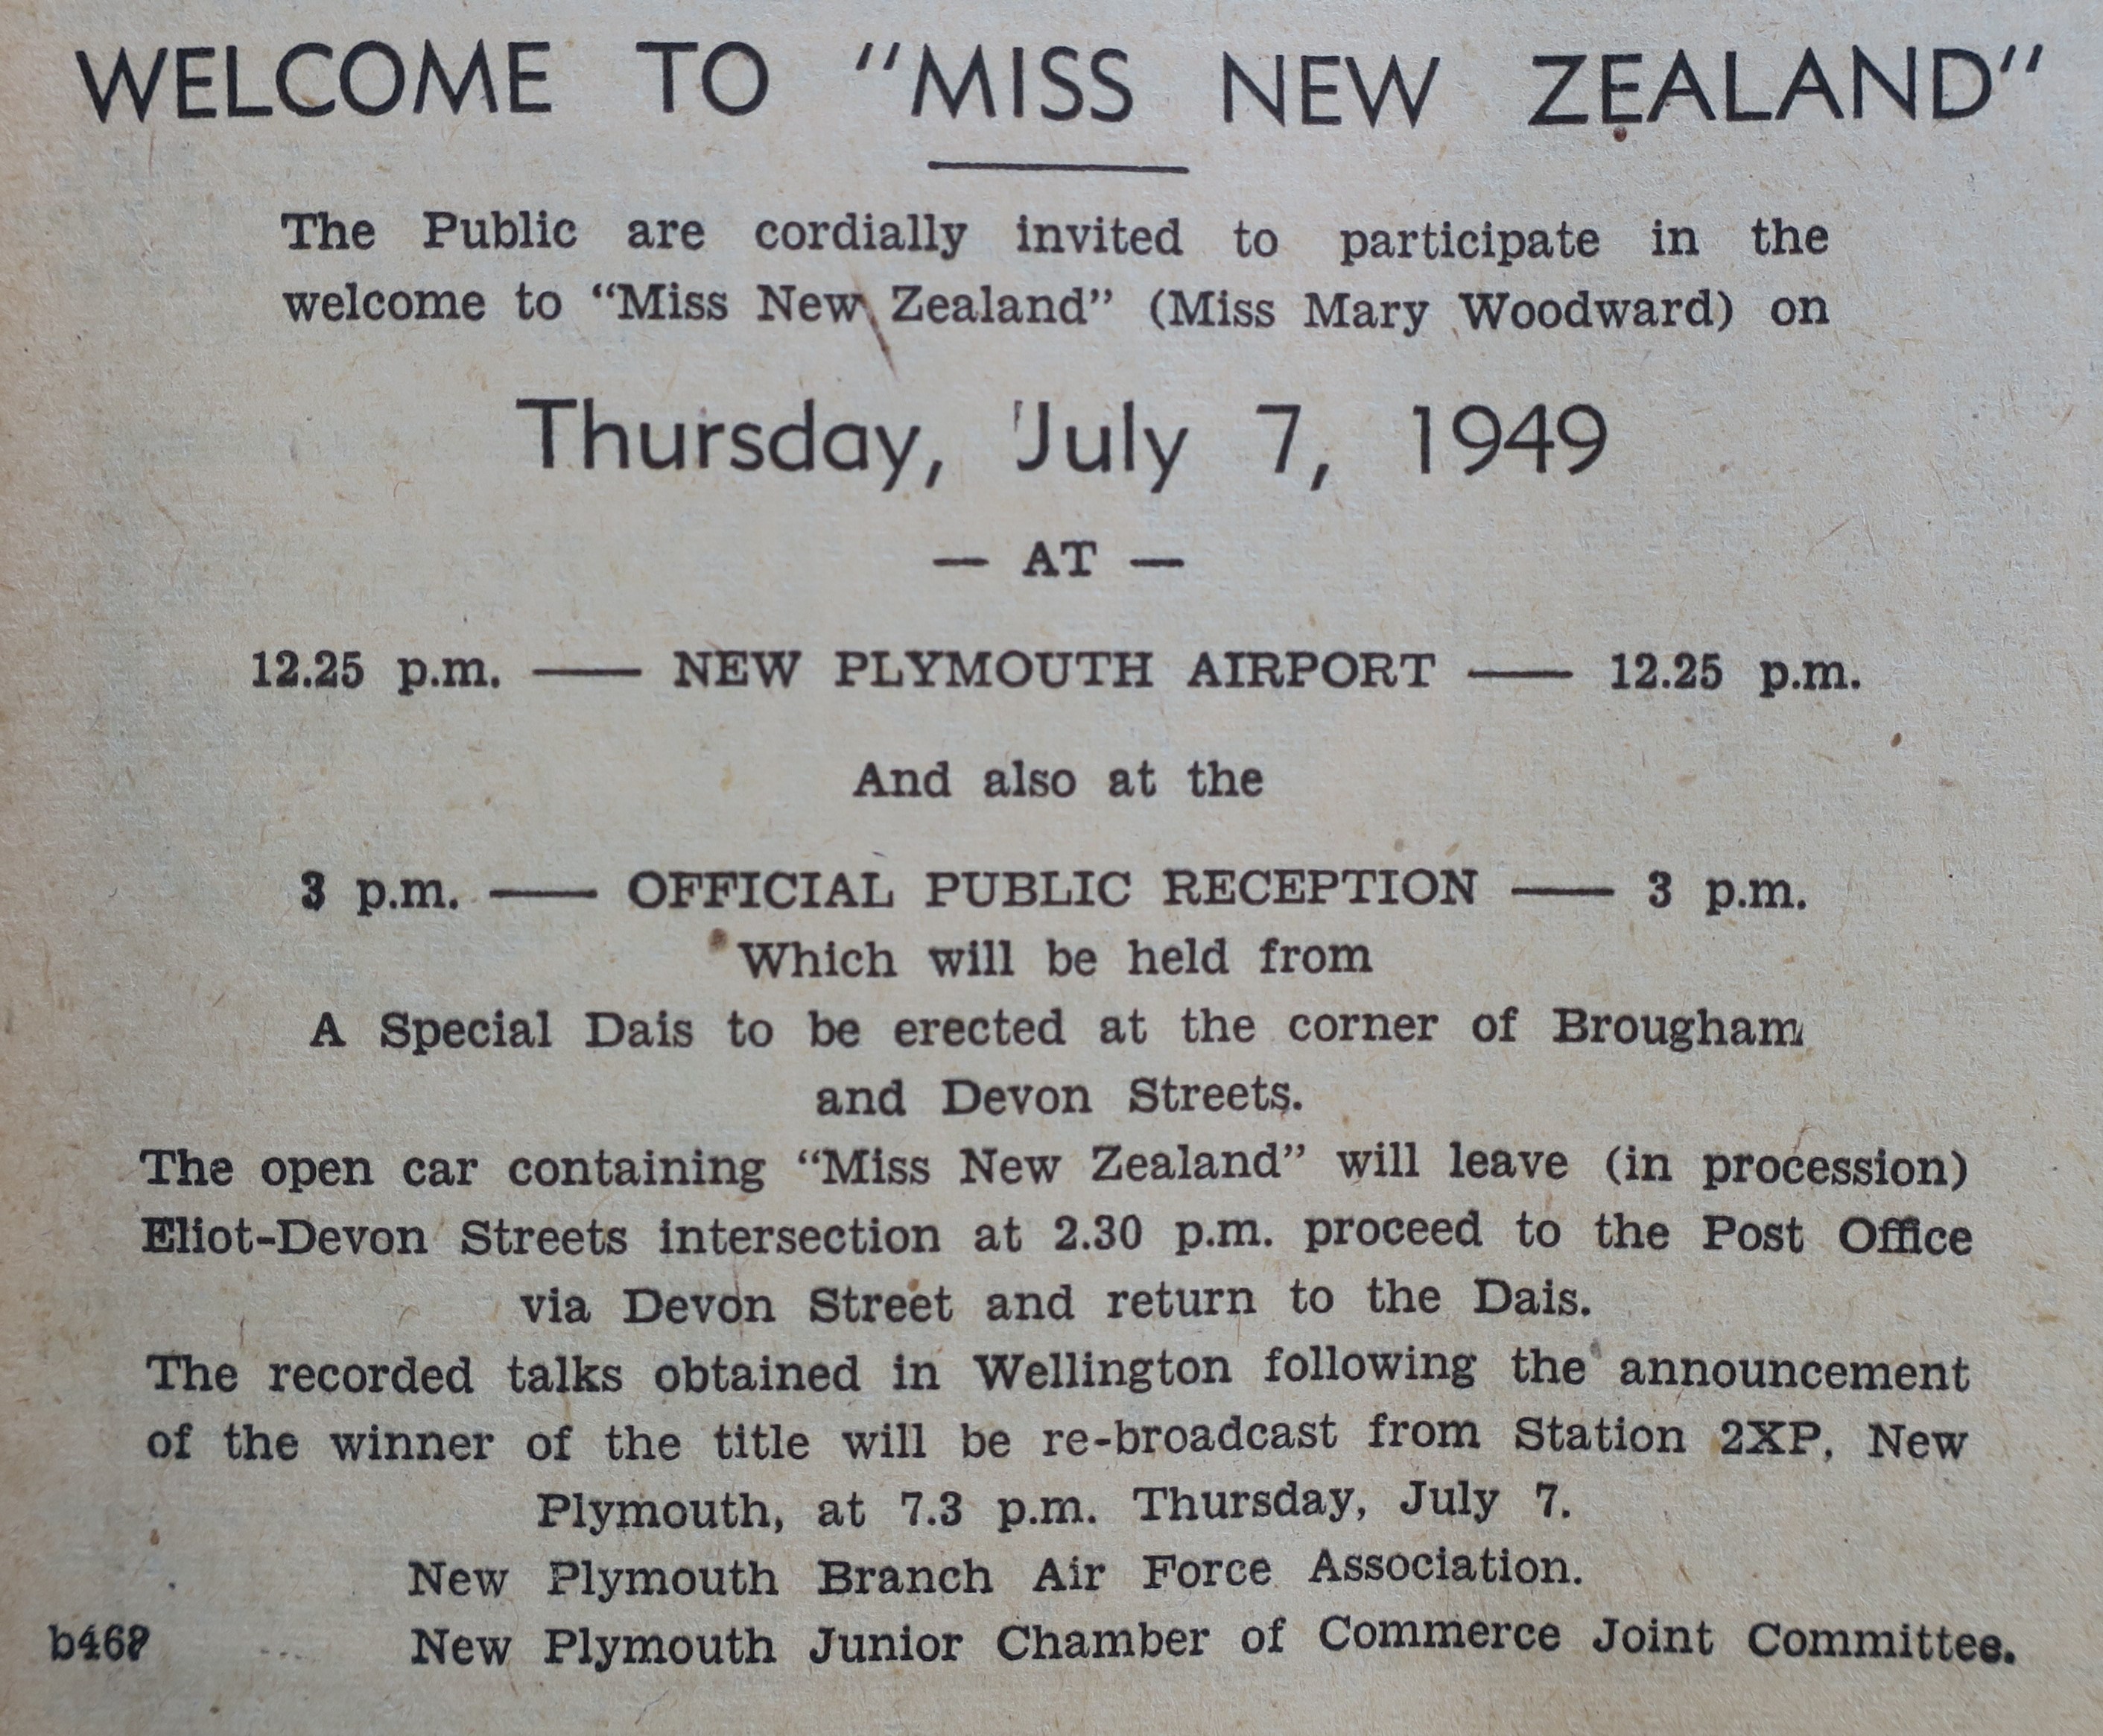 WELCOME TO "MISS NEW ZEALAND"
The Public are cordially invited to participate in the
welcome to "Miss New Zealand" (Miss Mary Woodward) on
Thursday, July 7, 1949
— AT —
12.25 p.m. —— NEW PLYMOUTH AIRPORT —— 12.25 p.m.
And also at the
3 p.m. —— OFFICIAL PUBLIC RECEPTION —— 3 p.m.
Which will be held from
A Special Dais to be erected at the corner of Brougham
and Devon Streets.
The open car containing "Miss New Zealand" will leave (in procession)
Eliot-Devon Streets intersection at 2.30 p.m. proceed to the Post Office
via Devon Street and return to the Dais.
The recorded talks obtained in Wellington following the announcement
of the winner of the title will be re-broadcast from Station 2XP, New
Plymouth, at 7.3 p.m. Thursday, July 7.
New Plymouth Branch Air Force Association.
New Plymouth Junior Chamber of Commerce Joint Committee.